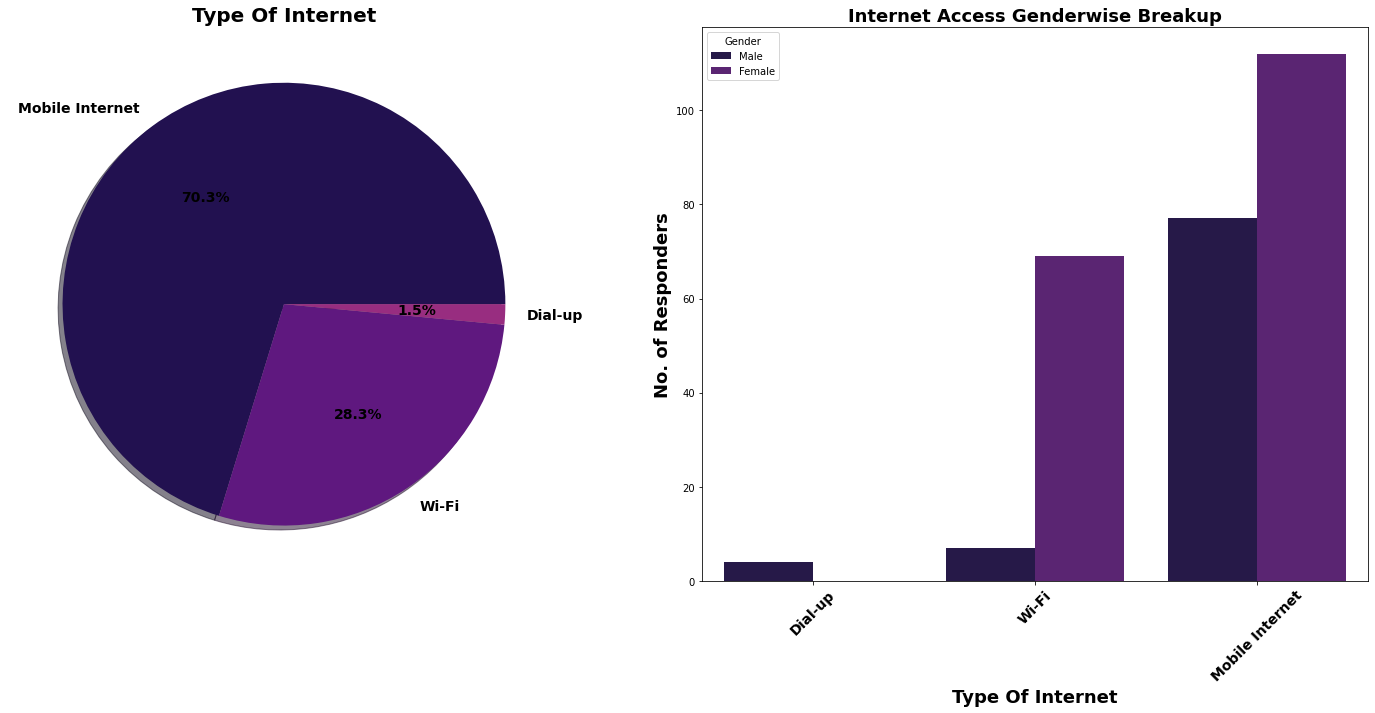 Type Of Internet
Mobile Internet
70.3%
1.5%
Dial-up
28.3%
Wi-Fi
Internet Access Genderwise Breakup
Gender
Male
Female
No. of Responders
100
80
60
40
20
0
Dial-up
Wi-Fi
Mobile Internet
Type Of Internet